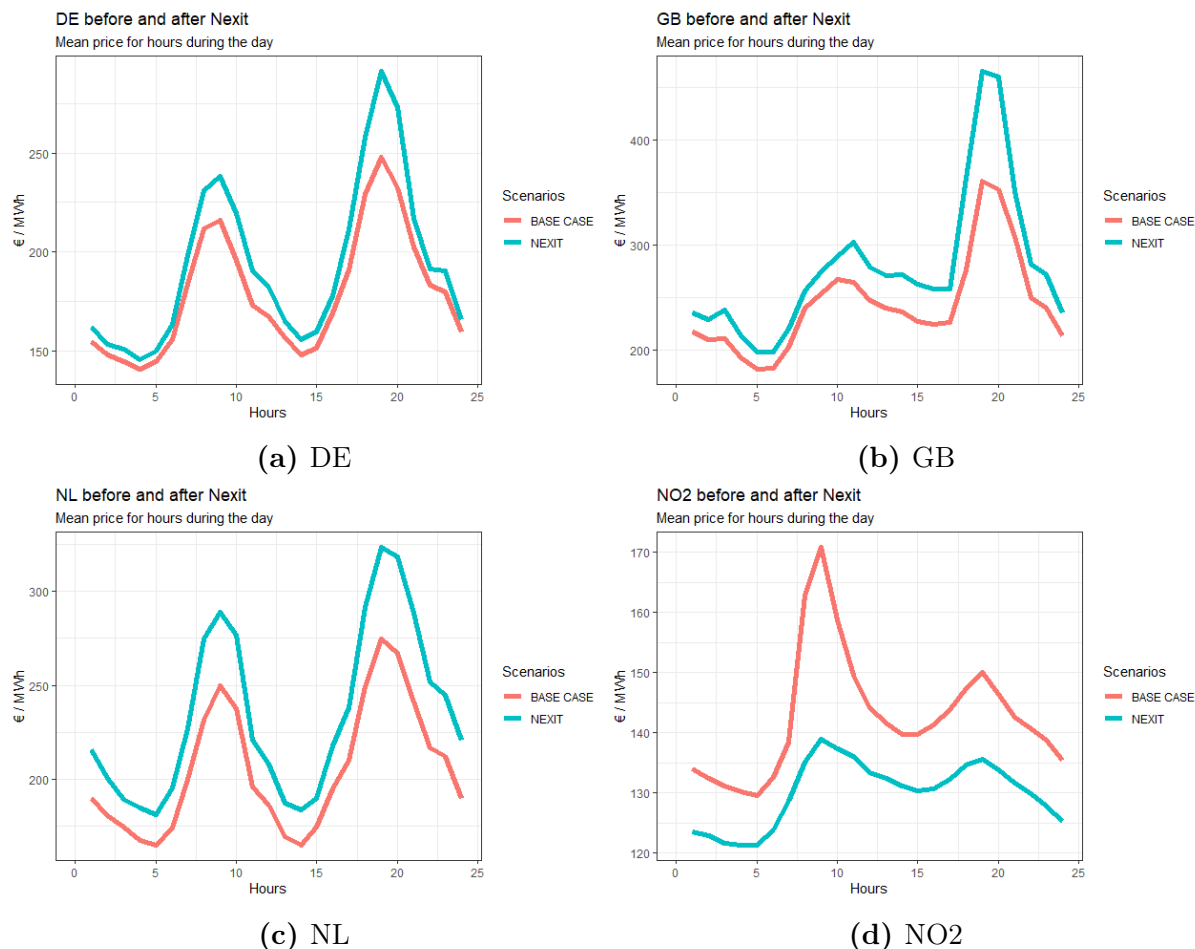 DE before and after Nexit
Mean price for hours during the day
€ / MWh
250
200
150
0 5 10 15 20 25
Hours
Scenarios
BASE CASE
NEXIT
(a) DE
GB before and after Nexit
Mean price for hours during the day
€ / MWh
400
300
200
0 5 10 15 20 25
Hours
Scenarios
BASE CASE
NEXIT
(b) GB
NL before and after Nexit
Mean price for hours during the day
€ / MWh
300
250
200
0 5 10 15 20 25
Hours
Scenarios
BASE CASE
NEXIT
(c) NL
NO2 before and after Nexit
Mean price for hours during the day
€ / MWh
170
160
150
140
130
120
0 5 10 15 20 25
Hours
Scenarios
BASE CASE
NEXIT
(d) NO2